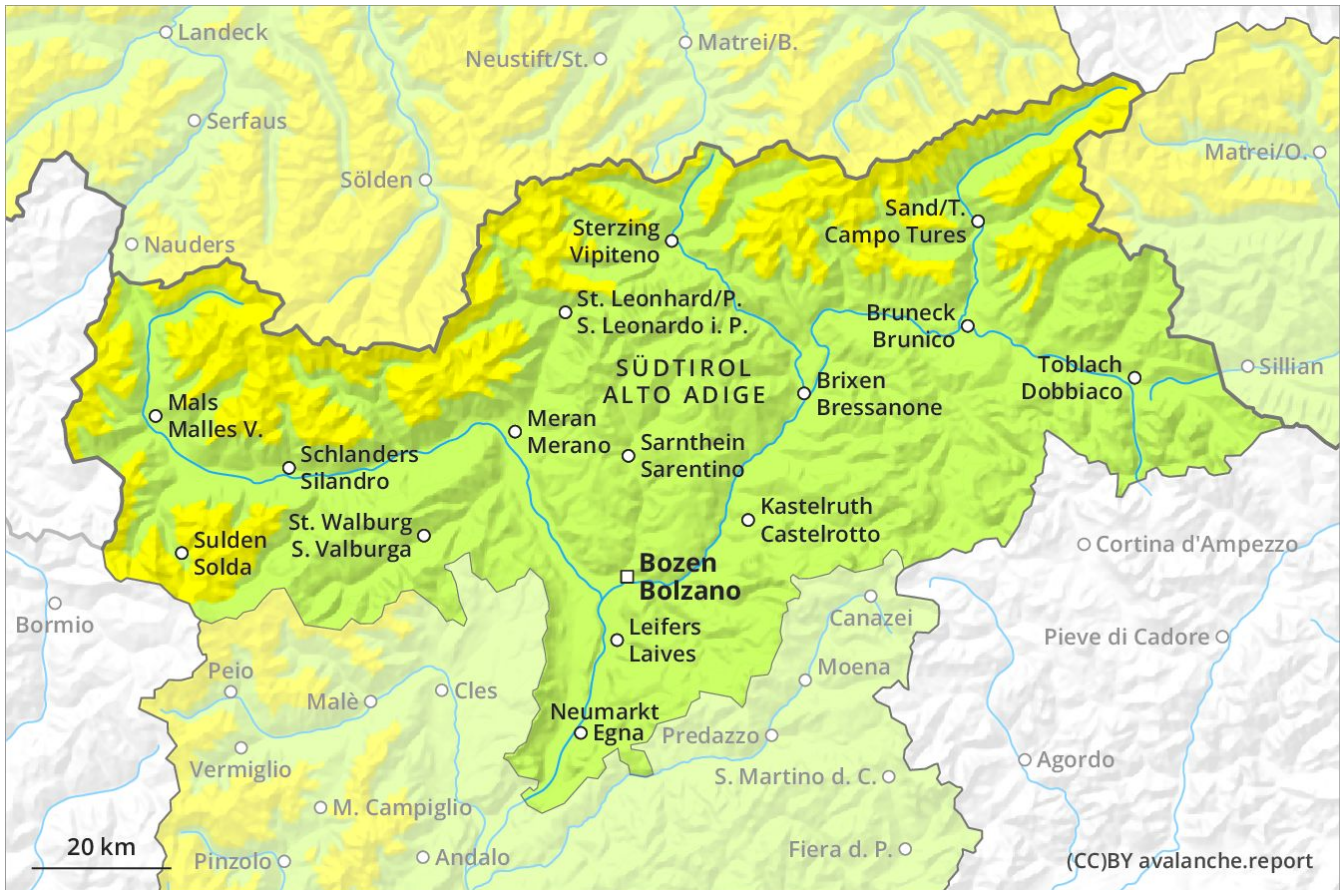 Landeck
Matrei/B.
Neustift/St.
Serfaus
Matrei/O.
Sölden
Nauders
Sand/T.
Campo Tures
Sterzing
Vipiteno
St. Leonhard/P.
S. Leonardo i. P.
Bruneck
Brunico
SÜDTIROL
ALTO ADIGE
Toblach
Dobbiaco
Sillian
Brixen
Bressanone
Mals
Malles V.
Meran
Merano
Sarnthein
Sarentino
Schlanders
Silandro
Kastelruth
Castelrotto
St. Walburg
S. Valburga
Sulden
Solda
Cortina d'Ampezzo
Bozen
Bolzano
Bormio
Canazei
Leifers
Laives
Pieve di Cadore
Peio
Moena
Malè
Cles
Neumarkt
Egna
Predazzo
Vermiglio
Agordo
S. Martino d. C.
M. Campiglio
20 km
Pinzolo
Andalo
Fiera d. P.
(CC)BY avalanche.report